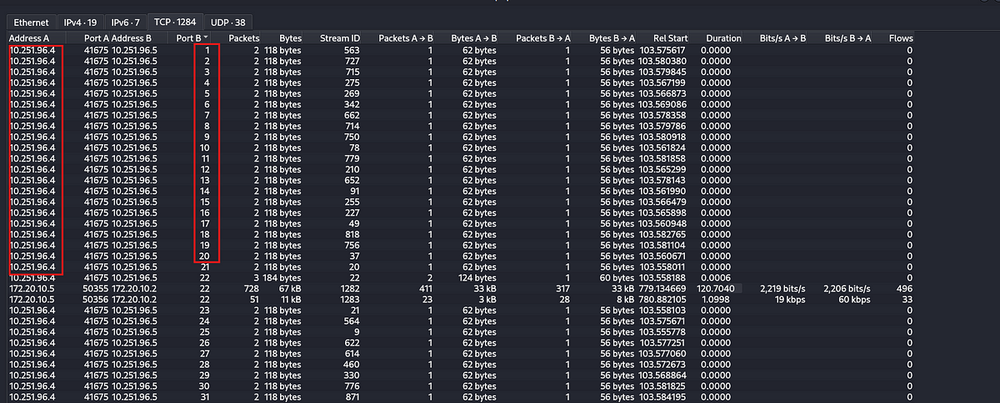 Ethernet IPv4 · 19 IPv6 · 7 TCP · 1284 UDP · 38
Address A Port A Address B Port B Packets Bytes Stream ID Packets A → B Bytes A → B Packets B → A Bytes B → A Rel Start Duration Bits/s A → B Bits/s B → A Flows
10.251.96.4 41675 10.251.96.5 1 2 118 bytes 563 1 62 bytes 1 56 bytes 103.575617 0.0000 0
10.251.96.4 41675 10.251.96.5 2 2 118 bytes 727 1 62 bytes 1 56 bytes 103.580380 0.0000 0
10.251.96.4 41675 10.251.96.5 3 2 118 bytes 715 1 62 bytes 1 56 bytes 103.579845 0.0000 0
10.251.96.4 41675 10.251.96.5 4 2 118 bytes 275 1 62 bytes 1 56 bytes 103.567199 0.0000 0
10.251.96.4 41675 10.251.96.5 5 2 118 bytes 269 1 62 bytes 1 56 bytes 103.566873 0.0000 0
10.251.96.4 41675 10.251.96.5 6 2 118 bytes 342 1 62 bytes 1 56 bytes 103.569086 0.0000 0
10.251.96.4 41675 10.251.96.5 7 2 118 bytes 662 1 62 bytes 1 56 bytes 103.578358 0.0000 0
10.251.96.4 41675 10.251.96.5 8 2 118 bytes 714 1 62 bytes 1 56 bytes 103.579786 0.0000 0
10.251.96.4 41675 10.251.96.5 9 2 118 bytes 750 1 62 bytes 1 56 bytes 103.580918 0.0000 0
10.251.96.4 41675 10.251.96.5 10 2 118 bytes 78 1 62 bytes 1 56 bytes 103.561824 0.0000 0
10.251.96.4 41675 10.251.96.5 11 2 118 bytes 779 1 62 bytes 1 56 bytes 103.581858 0.0000 0
10.251.96.4 41675 10.251.96.5 12 2 118 bytes 210 1 62 bytes 1 56 bytes 103.565299 0.0000 0
10.251.96.4 41675 10.251.96.5 13 2 118 bytes 652 1 62 bytes 1 56 bytes 103.578143 0.0000 0
10.251.96.4 41675 10.251.96.5 14 2 118 bytes 91 1 62 bytes 1 56 bytes 103.561990 0.0000 0
10.251.96.4 41675 10.251.96.5 15 2 118 bytes 255 1 62 bytes 1 56 bytes 103.566479 0.0000 0
10.251.96.4 41675 10.251.96.5 16 2 118 bytes 227 1 62 bytes 1 56 bytes 103.565898 0.0000 0
10.251.96.4 41675 10.251.96.5 17 2 118 bytes 49 1 62 bytes 1 56 bytes 103.560948 0.0000 0
10.251.96.4 41675 10.251.96.5 18 2 118 bytes 818 1 62 bytes 1 56 bytes 103.582765 0.0000 0
10.251.96.4 41675 10.251.96.5 19 2 118 bytes 756 1 62 bytes 1 56 bytes 103.581104 0.0000 0
10.251.96.4 41675 10.251.96.5 20 2 118 bytes 37 1 62 bytes 1 56 bytes 103.560671 0.0000 0
10.251.96.4 41675 10.251.96.5 21 2 118 bytes 20 1 62 bytes 1 56 bytes 103.558011 0.0000 0
10.251.96.4 41675 10.251.96.5 22 3 184 bytes 22 2 124 bytes 1 60 bytes 103.558188 0.0006 0
172.20.10.5 50355 172.20.10.2 22 728 67 kB 1282 411 33 kB 317 33 kB 779.134669 120.7040 2,219 bits/s 2,206 bits/s 496
172.20.10.5 50356 172.20.10.2 22 51 11 kB 1283 23 3 kB 28 8 kB 780.882105 1.0998 19 kbps 60 kbps 33
10.251.96.4 41675 10.251.96.5 23 2 118 bytes 21 1 62 bytes 1 56 bytes 103.558103 0.0000 0
10.251.96.4 41675 10.251.96.5 24 2 118 bytes 564 1 62 bytes 1 56 bytes 103.575671 0.0000 0
10.251.96.4 41675 10.251.96.5 25 2 118 bytes 9 1 62 bytes 1 56 bytes 103.555778 0.0000 0
10.251.96.4 41675 10.251.96.5 26 2 118 bytes 622 1 62 bytes 1 56 bytes 103.577251 0.0000 0
10.251.96.4 41675 10.251.96.5 27 2 118 bytes 614 1 62 bytes 1 56 bytes 103.577060 0.0000 0
10.251.96.4 41675 10.251.96.5 28 2 118 bytes 460 1 62 bytes 1 56 bytes 103.572673 0.0000 0
10.251.96.4 41675 10.251.96.5 29 2 118 bytes 330 1 62 bytes 1 56 bytes 103.568864 0.0000 0
10.251.96.4 41675 10.251.96.5 30 2 118 bytes 776 1 62 bytes 1 56 bytes 103.581825 0.0000 0
10.251.96.4 41675 10.251.96.5 31 2 118 bytes 871 1 62 bytes 1 56 bytes 103.584195 0.0000 0